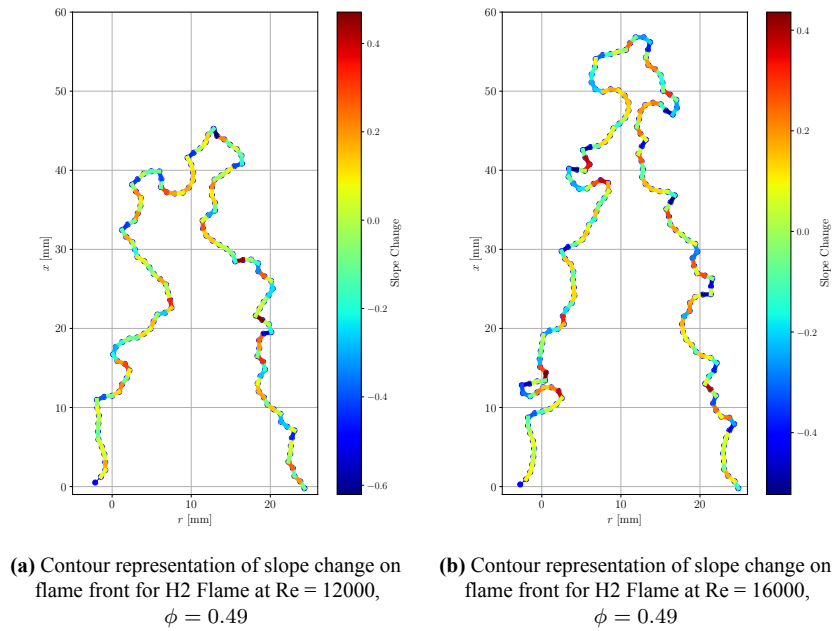 60
50
40
30
20
10
0
x [mm]
0
10
20
r [mm]
0.4
0.2
0.0
−0.2
−0.4
−0.6
Slope Change
60
50
40
30
20
10
0
x [mm]
0
10
20
r [mm]
0.4
0.2
0.0
−0.2
−0.4
Slope Change
(a) Contour representation of slope change on
flame front for H2 Flame at Re = 12000,
ϕ = 0.49
(b) Contour representation of slope change on
flame front for H2 Flame at Re = 16000,
ϕ = 0.49